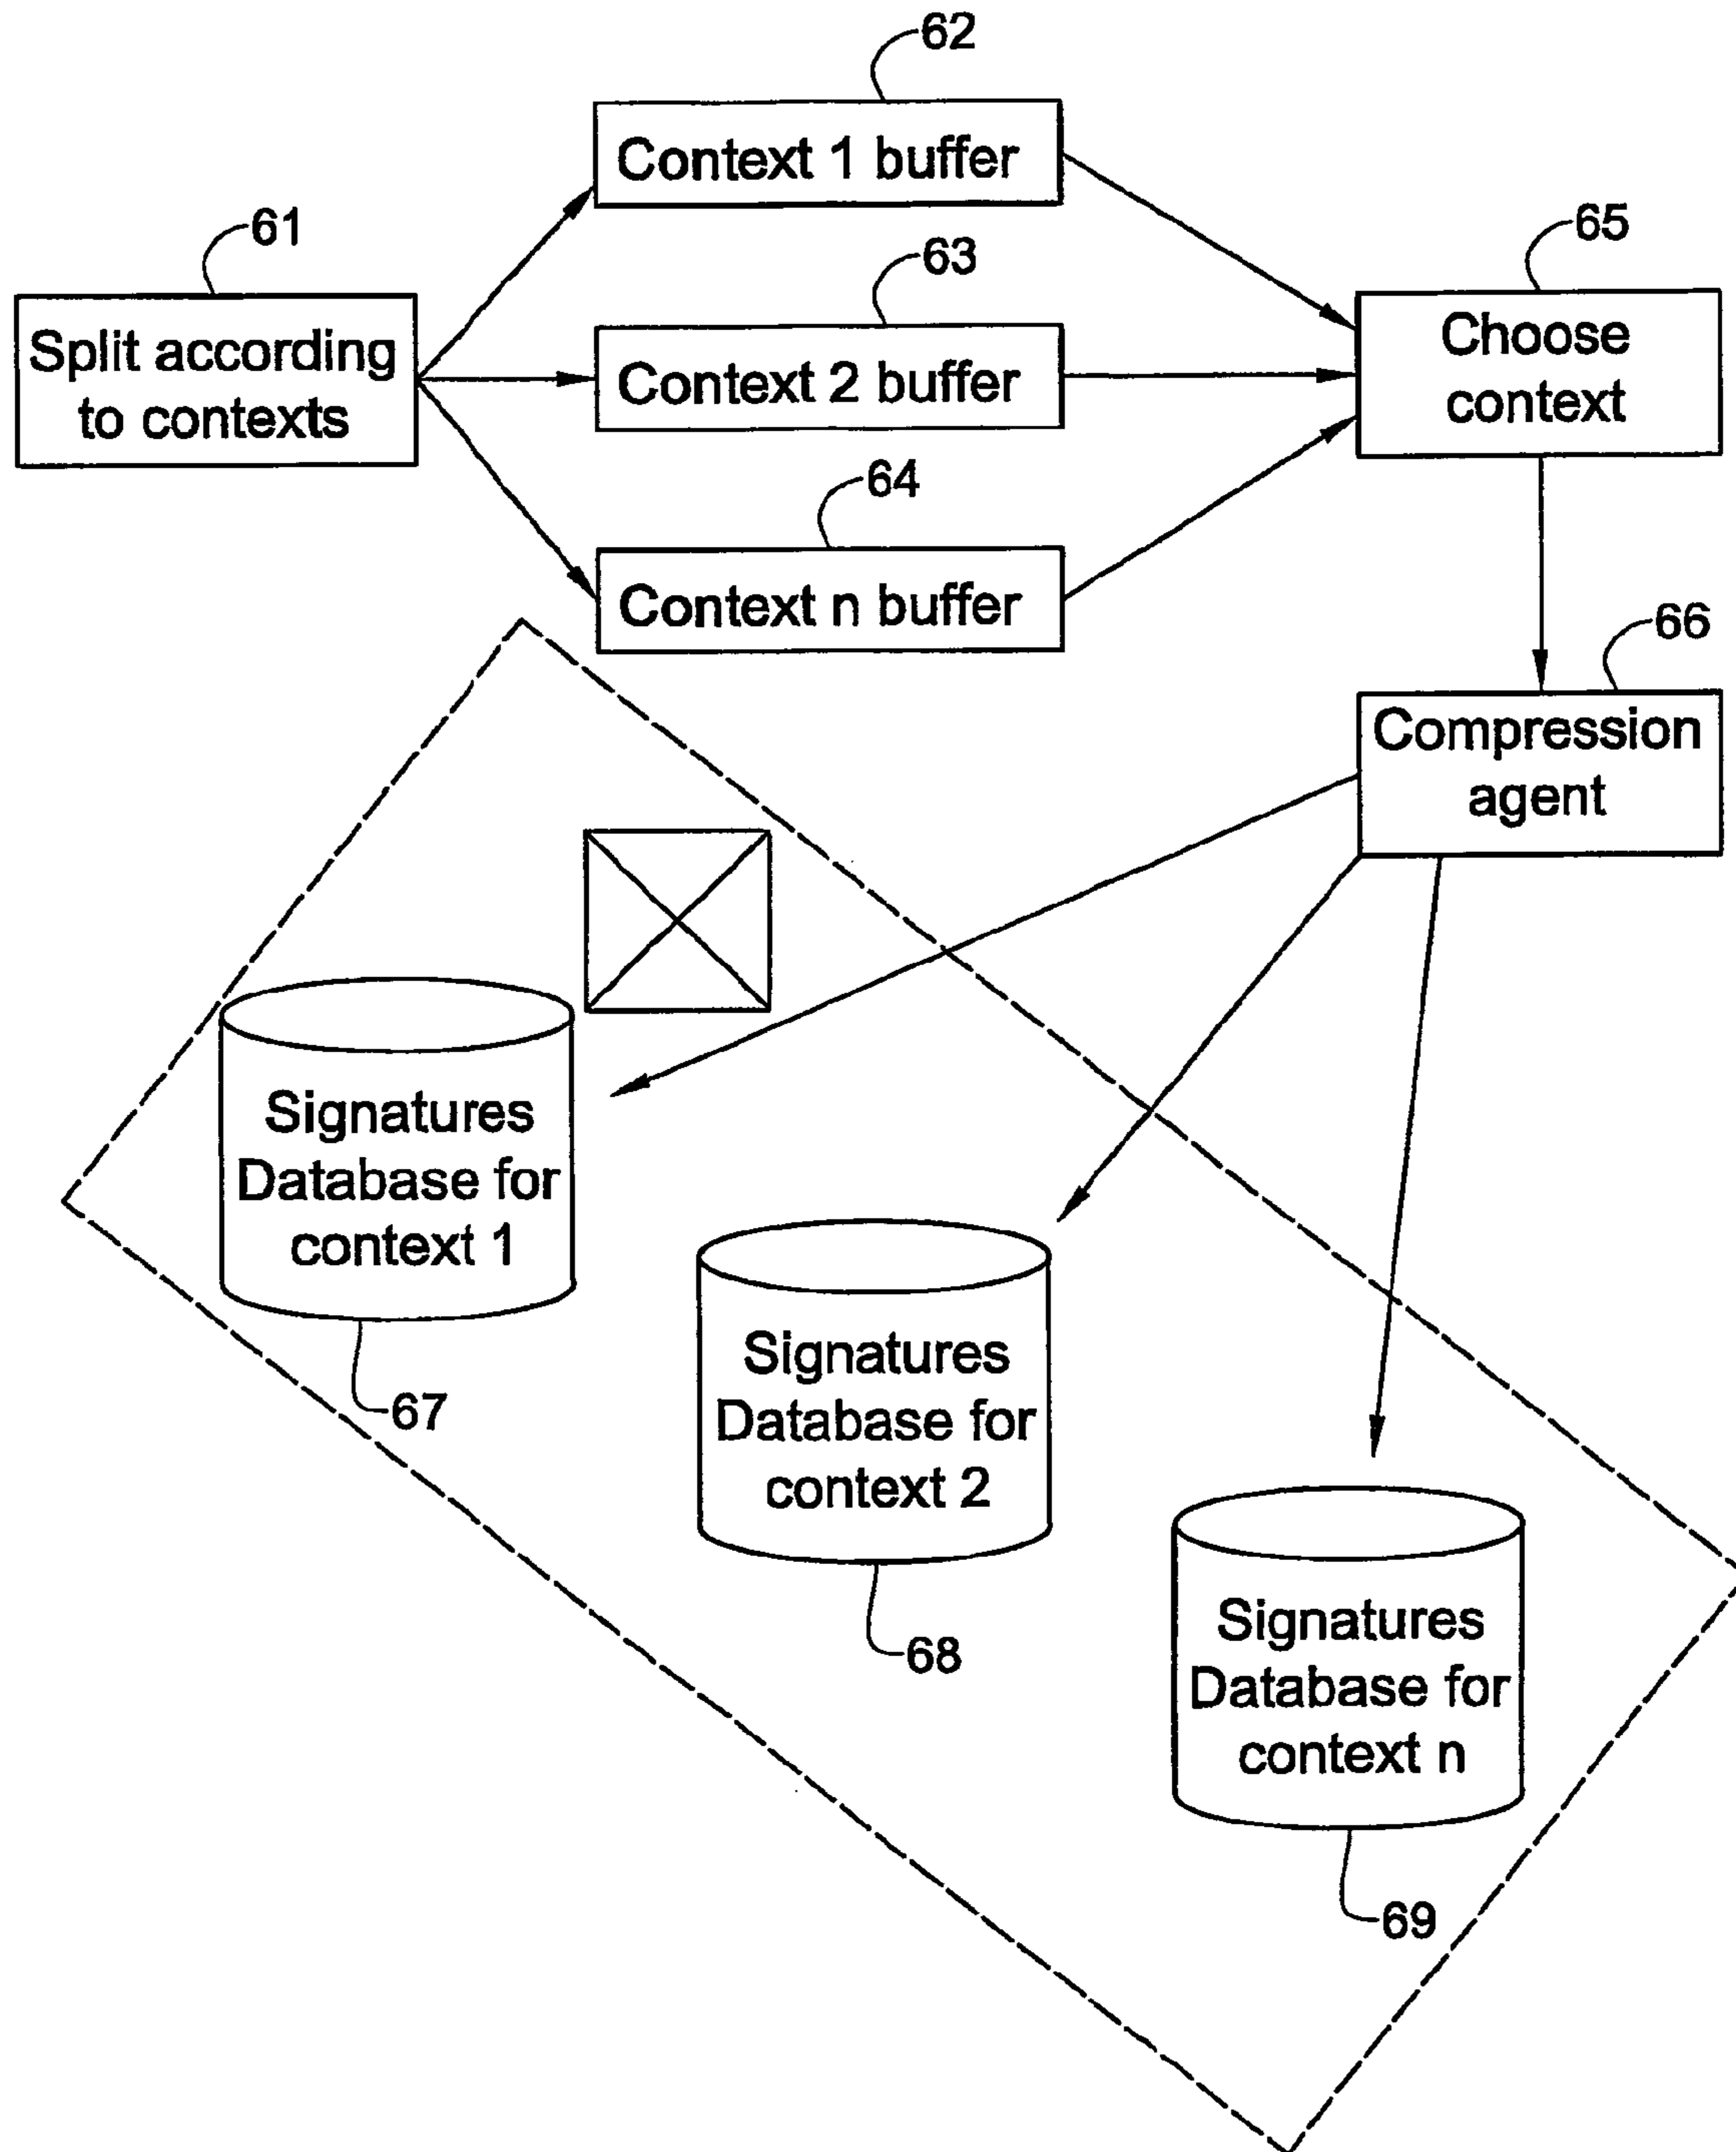 62
Context 1 buffer
61
Split according
to contexts
63
Context 2 buffer
65
Choose
context
64
Context n buffer
66
Compression
agent
Signatures
Database for
context 1
67
Signatures
Database for
context 2
68
Signatures
Database for
context n
69